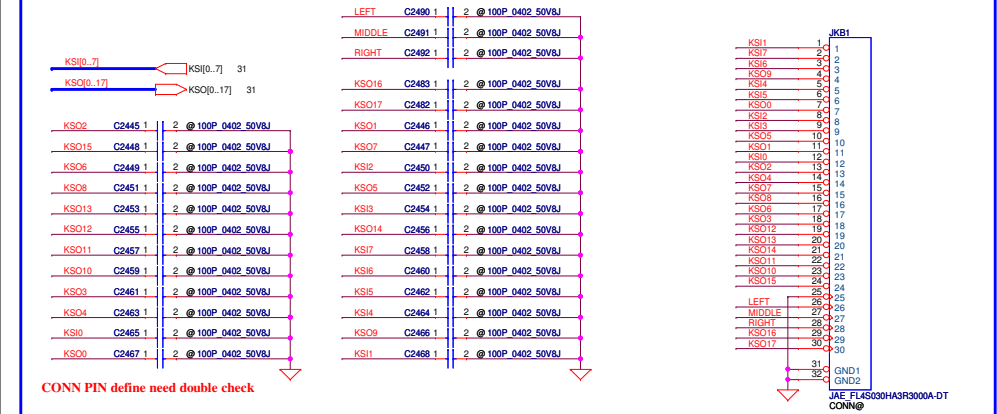 KSI[0..7] KSI[0..7] 31
KSO[0..17] KSO[0..17] 31
KSO2 C2445 1 2 @ 100P_0402_50V8J
KSO15 C2448 1 2 @ 100P_0402_50V8J
KSO6 C2449 1 2 @ 100P_0402_50V8J
KSO8 C2451 1 2 @ 100P_0402_50V8J
KSO13 C2453 1 2 @ 100P_0402_50V8J
KSO12 C2455 1 2 @ 100P_0402_50V8J
KSO11 C2457 1 2 @ 100P_0402_50V8J
KSO10 C2459 1 2 @ 100P_0402_50V8J
KSO3 C2461 1 2 @ 100P_0402_50V8J
KSO4 C2463 1 2 @ 100P_0402_50V8J
KSI0 C2465 1 2 @ 100P_0402_50V8J
KSO0 C2467 1 2 @ 100P_0402_50V8J
CONN PIN define need double check
LEFT C2490 1 2 @ 100P_0402_50V8J
MIDDLE C2491 1 2 @ 100P_0402_50V8J
RIGHT C2492 1 2 @ 100P_0402_50V8J
KSO16 C2483 1 2 @ 100P_0402_50V8J
KSO17 C2482 1 2 @ 100P_0402_50V8J
KSO1 C2446 1 2 @ 100P_0402_50V8J
KSO7 C2447 1 2 @ 100P_0402_50V8J
KSI2 C2450 1 2 @ 100P_0402_50V8J
KSO5 C2452 1 2 @ 100P_0402_50V8J
KSI3 C2454 1 2 @ 100P_0402_50V8J
KSO14 C2456 1 2 @ 100P_0402_50V8J
KSI7 C2458 1 2 @ 100P_0402_50V8J
KSI6 C2460 1 2 @ 100P_0402_50V8J
KSI5 C2462 1 2 @ 100P_0402_50V8J
KSI4 C2464 1 2 @ 100P_0402_50V8J
KSO9 C2466 1 2 @ 100P_0402_50V8J
KSI1 C2468 1 2 @ 100P_0402_50V8J
JKB1
KSI1 1 1
KSI7 2 2
KSI6 3 3
KSO9 4 4
KSI4 5 5
KSI5 6 6
KSO0 7 7
KSI2 8 8
KSI3 9 9
KSO5 10 10
KSO1 11 11
KSI0 12 12
KSO2 13 13
KSO4 14 14
KSO7 15 15
KSO8 16 16
KSO6 17 17
KSO3 18 18
KSO12 19 19
KSO13 20 20
KSO14 21 21
KSO11 22 22
KSO10 23 23
KSO15 24 24
25 25
LEFT 26 26
MIDDLE 27 27
RIGHT 28 28
KSO16 29 29
KSO17 30 30
31 GND1
32 GND2
JAE_FL4S030HA3R3000A-DT
CONN@